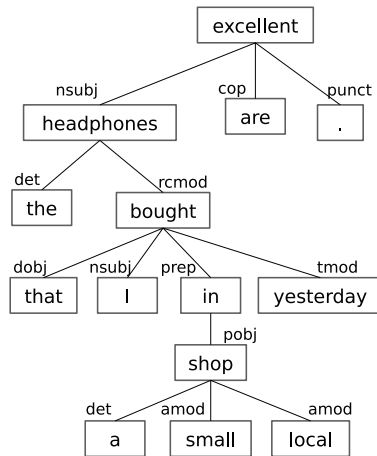 excellent
nsubj cop punct
headphones are .
det rcmod
the bought
dobj nsubj prep tmod
that I in yesterday
pobj
shop
det amod amod
a small local